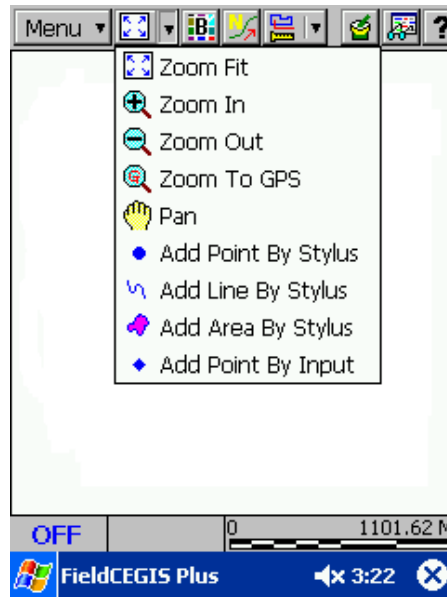 Menu B N ?
Zoom Fit
Zoom In
Zoom Out
G Zoom To GPS
Pan
Add Point By Stylus
Add Line By Stylus
Add Area By Stylus
Add Point By Input
OFF 0 1101.62 M
FieldCEGIS Plus 3:22